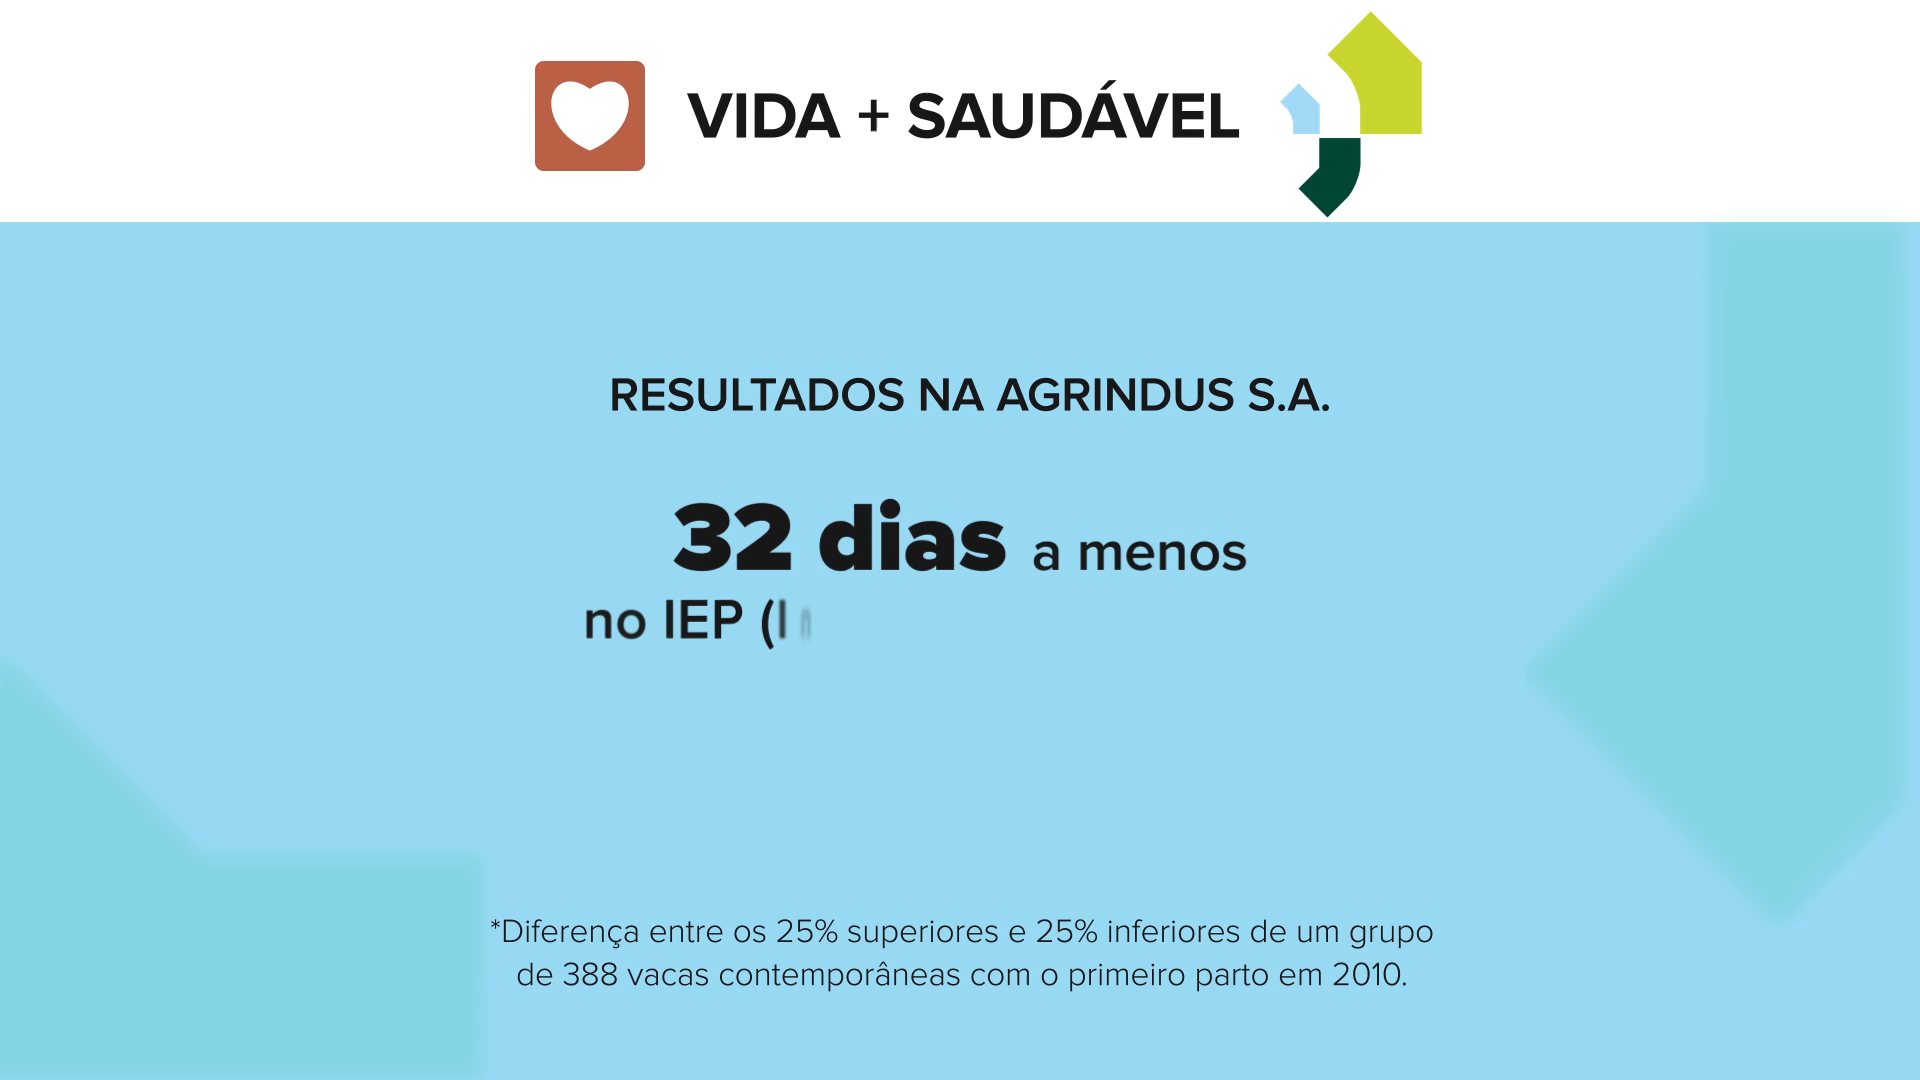 VIDA + SAUDÁVEL
RESULTADOS NA AGRINDUS S.A.
32 dias a menos
no IEP (I
*Diferença entre os 25% superiores e 25% inferiores de um grupo
de 388 vacas contemporâneas com o primeiro parto em 2010.